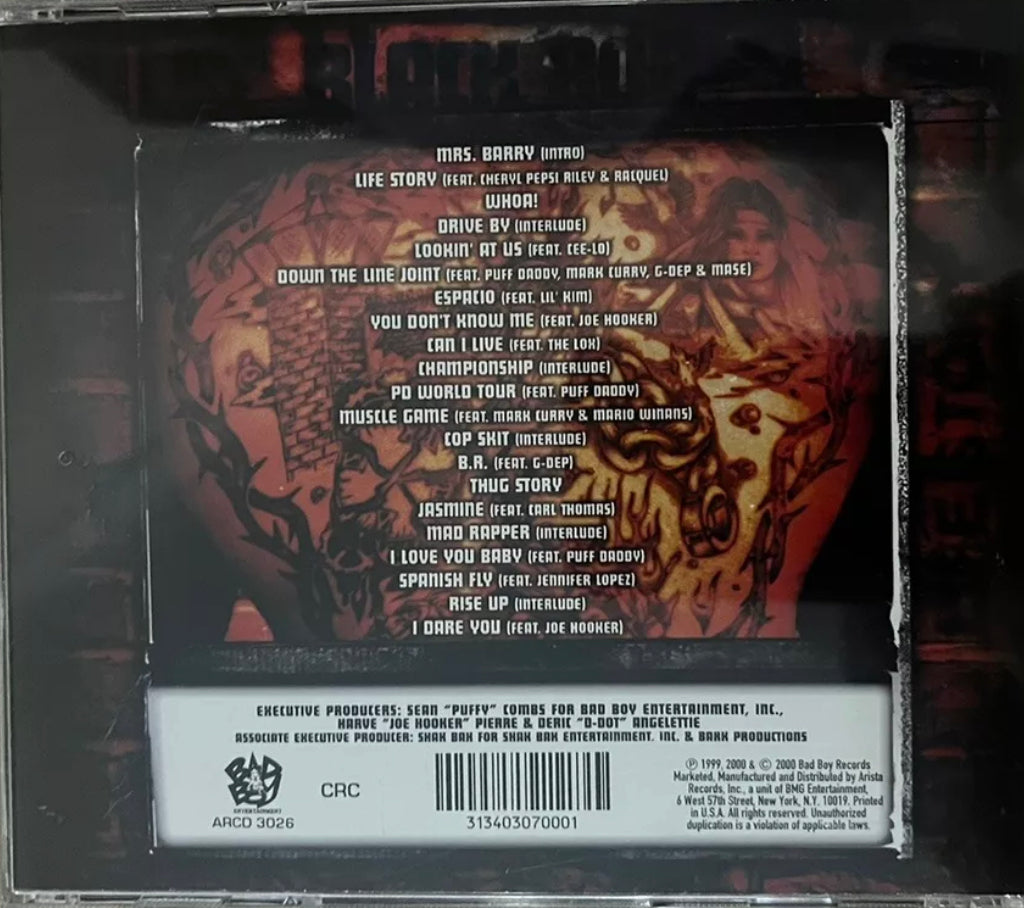 MRS. BARRY (INTRO)
LIFE STORY (FEAT. CHERYL PEPSI RILEY & RACQUEL)
WHOA!
DRIVE BY (INTERLUDE)
LOOKIN' AT US (FEAT. CEE-LO)
DOWN THE LINE JOINT (FEAT. PUFF DADDY, MARK CURRY, G-DEP & MASE)
ESPACIO (FEAT. LIL' KIM)
YOU DON'T KNOW ME (FEAT. JOE HOOKER)
CAN I LIVE (FEAT. THE LOX)
CHAMPIONSHIP (INTERLUDE)
PD WORLD TOUR (FEAT. PUFF DADDY)
MUSCLE GAME (FEAT. MARK CURRY & MARIO WINANS)
COP SKIT (INTERLUDE)
B.R. (FEAT. G-DEP)
THUG STORY
JASMINE (FEAT. CARL THOMAS)
MAD RAPPER (INTERLUDE)
I LOVE YOU BABY (FEAT. PUFF DADDY)
SPANISH FLY (FEAT. JENNIFER LOPEZ)
RISE UP (INTERLUDE)
I DARE YOU (FEAT. JOE HOOKER)
EXECUTIVE PRODUCERS: SEAN "PUFFY" COMBS FOR BAD BOY ENTERTAINMENT, INC.,
HARVE "JOE HOOKER" PIERRE & DERIC "D-DOT" ANGELETTIE
ASSOCIATE EXECUTIVE PRODUCER: SHAK BAH FOR SHAK BAH ENTERTAINMENT, INC. & BARH PRODUCTIONS
BAD BOY
ENTERTAINMENT
ARCD 3026
CRC
313403070001
℗ 1999, 2000 & © 2000 Bad Boy Records
Marketed, Manufactured and Distributed by Arista
Records, Inc., a unit of BMG Entertainment,
6 West 57th Street, New York, N.Y. 10019. Printed
in U.S.A. All rights reserved. Unauthorized
duplication is a violation of applicable laws.